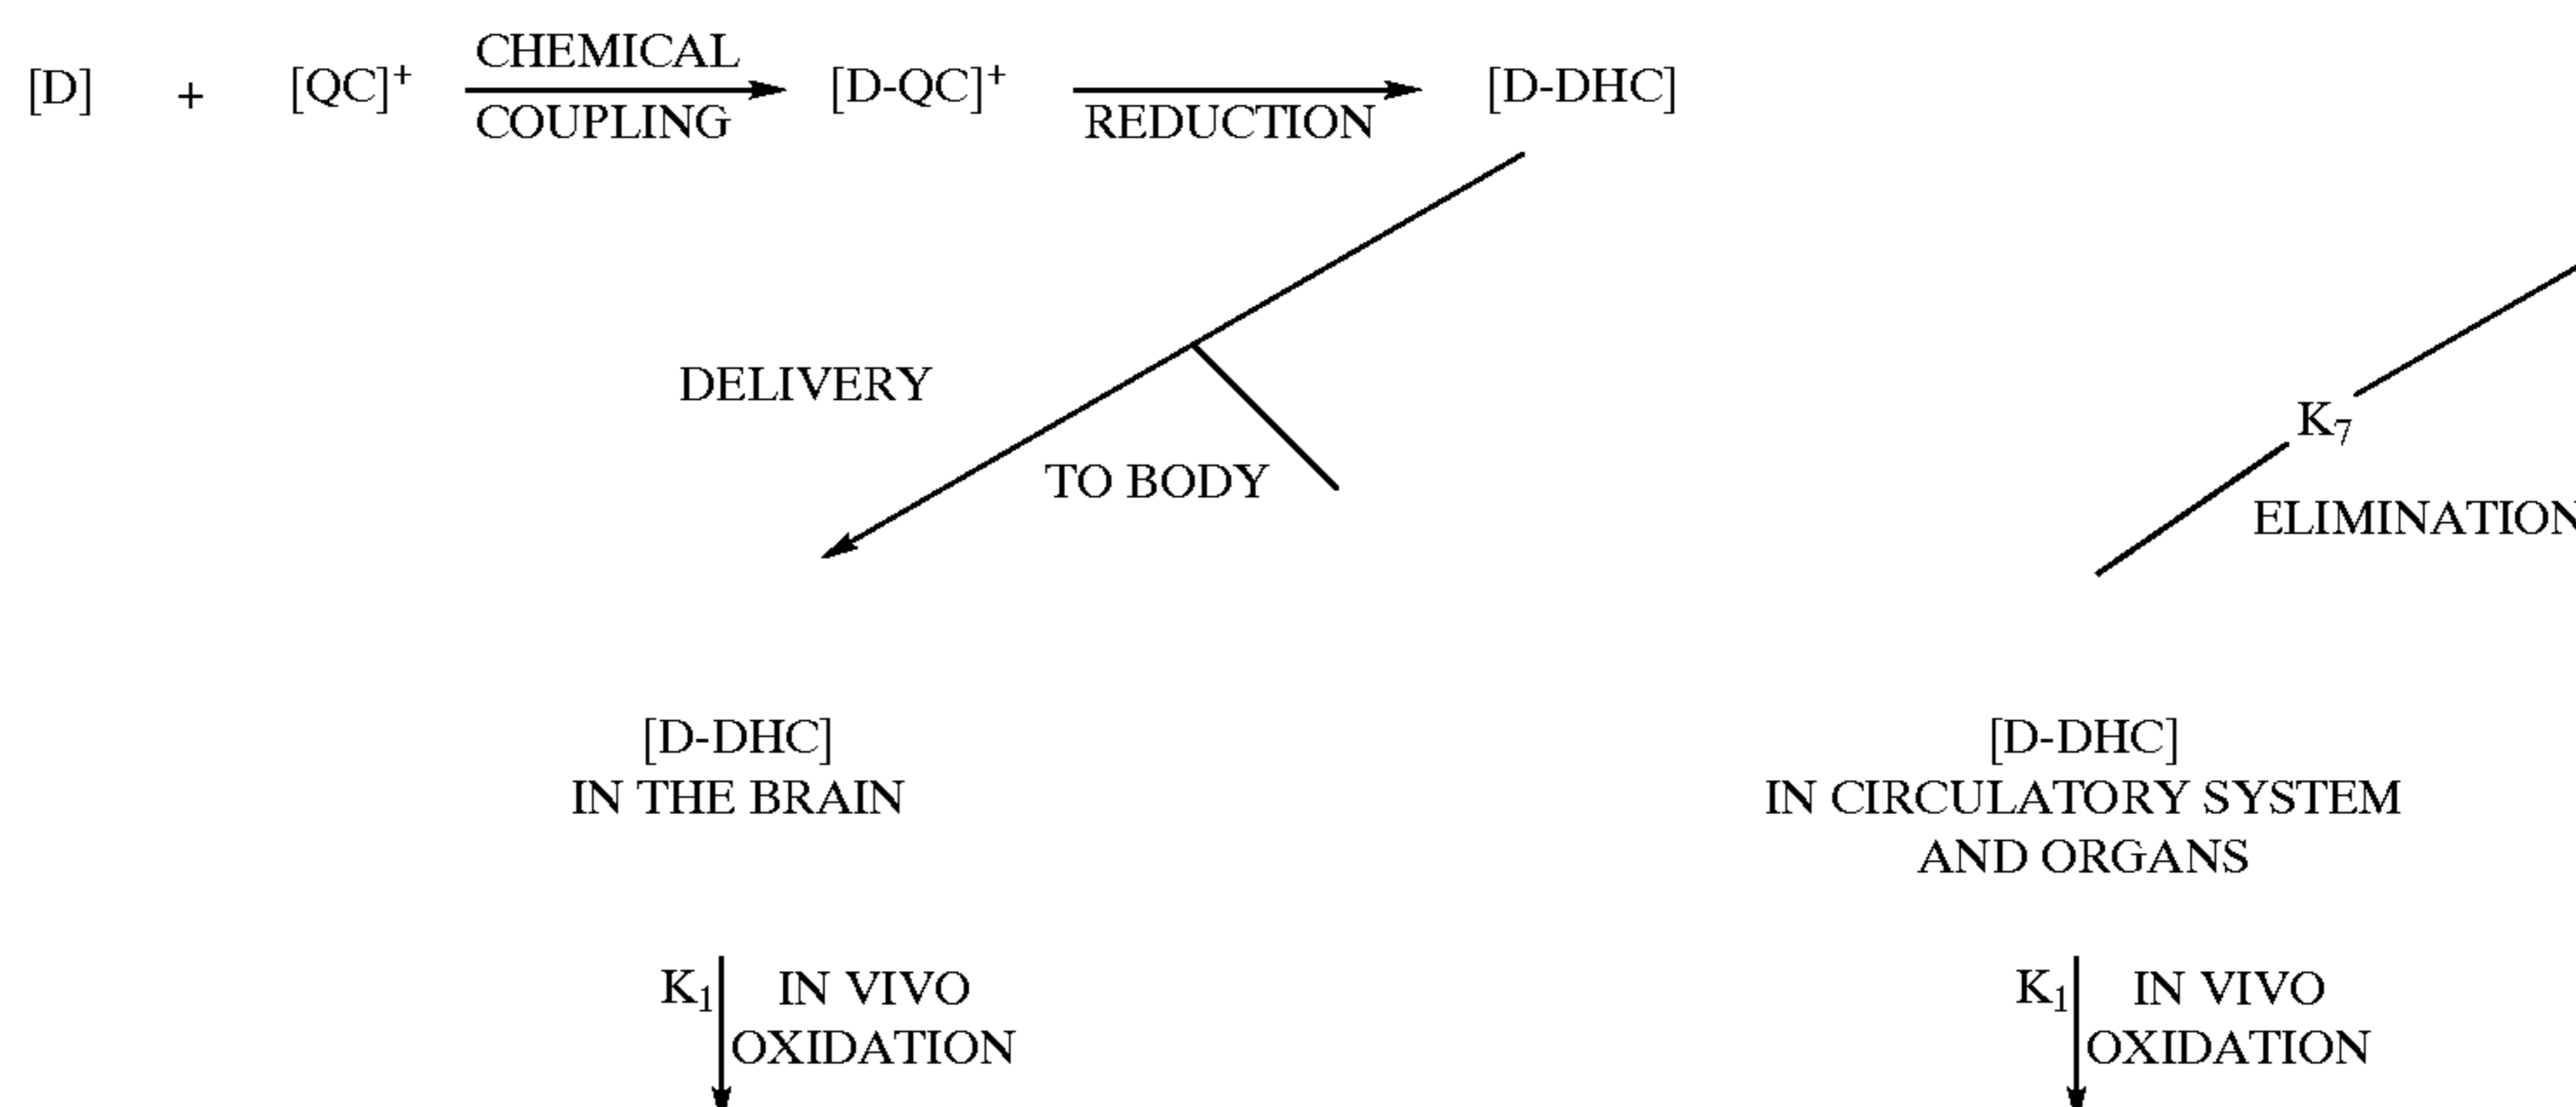 [D] + [QC]⁺ CHEMICAL COUPLING [D-QC]⁺ REDUCTION [D-DHC]
DELIVERY
TO BODY
K₇
ELIMINATION
[D-DHC]
IN THE BRAIN
[D-DHC]
IN CIRCULATORY SYSTEM
AND ORGANS
K₁
IN VIVO
OXIDATION
K₁
IN VIVO
OXIDATION